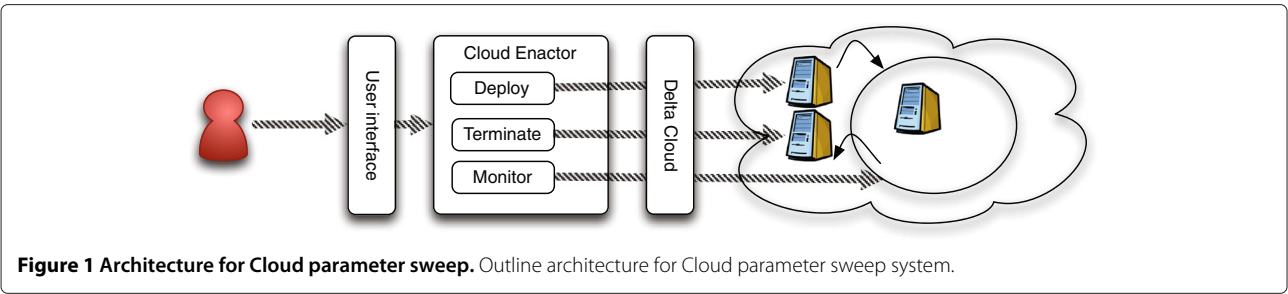 User interface
Cloud Enactor
Deploy
Terminate
Monitor
Delta Cloud
Figure 1 Architecture for Cloud parameter sweep. Outline architecture for Cloud parameter sweep system.